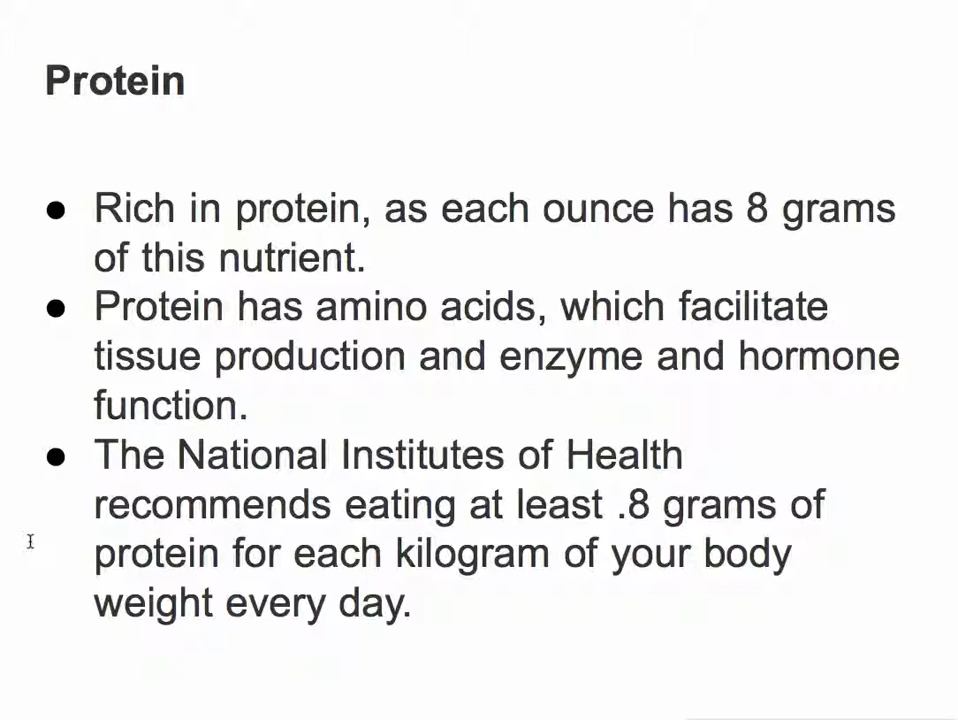 Protein
● Rich in protein, as each ounce has 8 grams
of this nutrient.
● Protein has amino acids, which facilitate
tissue production and enzyme and hormone
function.
● The National Institutes of Health
recommends eating at least .8 grams of
protein for each kilogram of your body
weight every day.